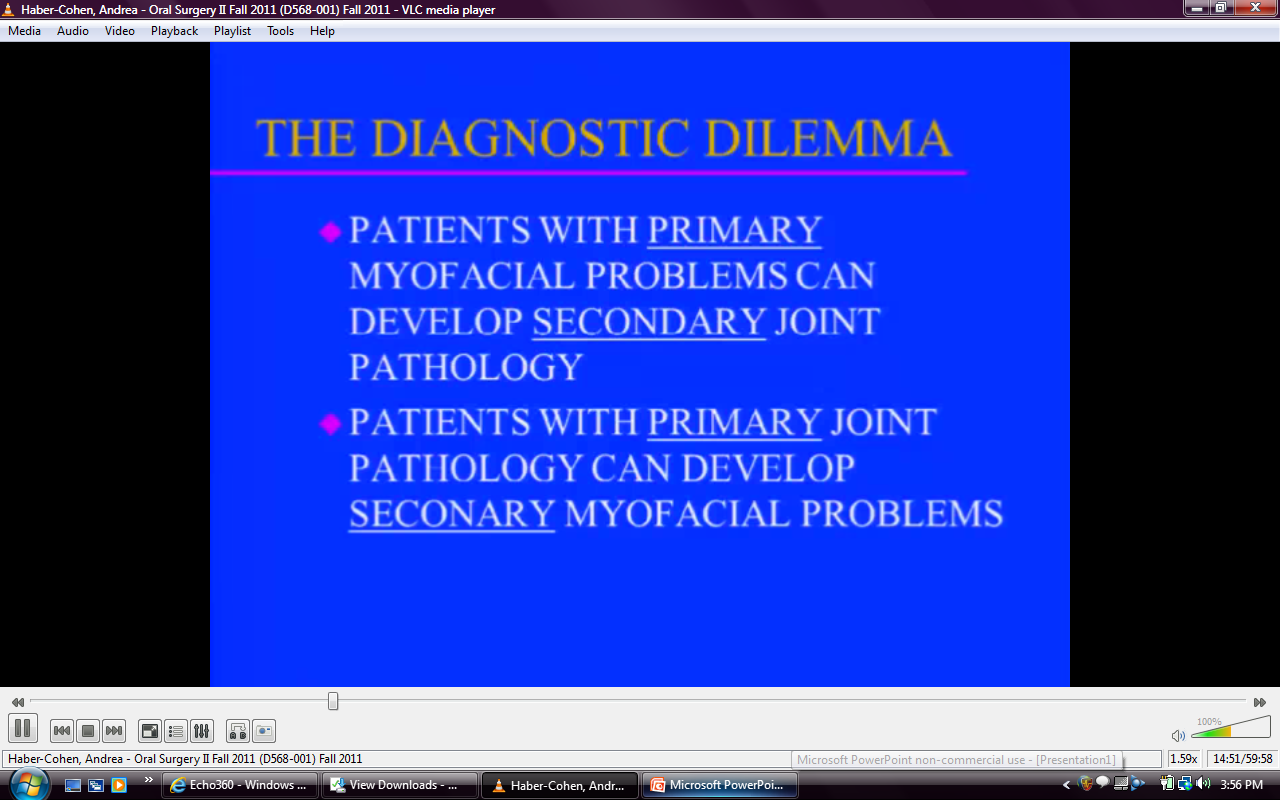 Haber-Cohen, Andrea - Oral Surgery II Fall 2011 (D568-001) Fall 2011 - VLC media player
Media Audio Video Playback Playlist Tools Help
THE DIAGNOSTIC DILEMMA
PATIENTS WITH PRIMARY
MYOFACIAL PROBLEMS CAN
DEVELOP SECONDARY JOINT
PATHOLOGY
PATIENTS WITH PRIMARY JOINT
PATHOLOGY CAN DEVELOP
SECONARY MYOFACIAL PROBLEMS
100%
Haber-Cohen, Andrea - Oral Surgery II Fall 2011 (D568-001) Fall 2011
Microsoft PowerPoint non-commercial use - [Presentation1]
1.59x
14:51/59:58
Echo360 - Windows ...
View Downloads - ...
Haber-Cohen, Andr...
Microsoft PowerPoi...
3:56 PM